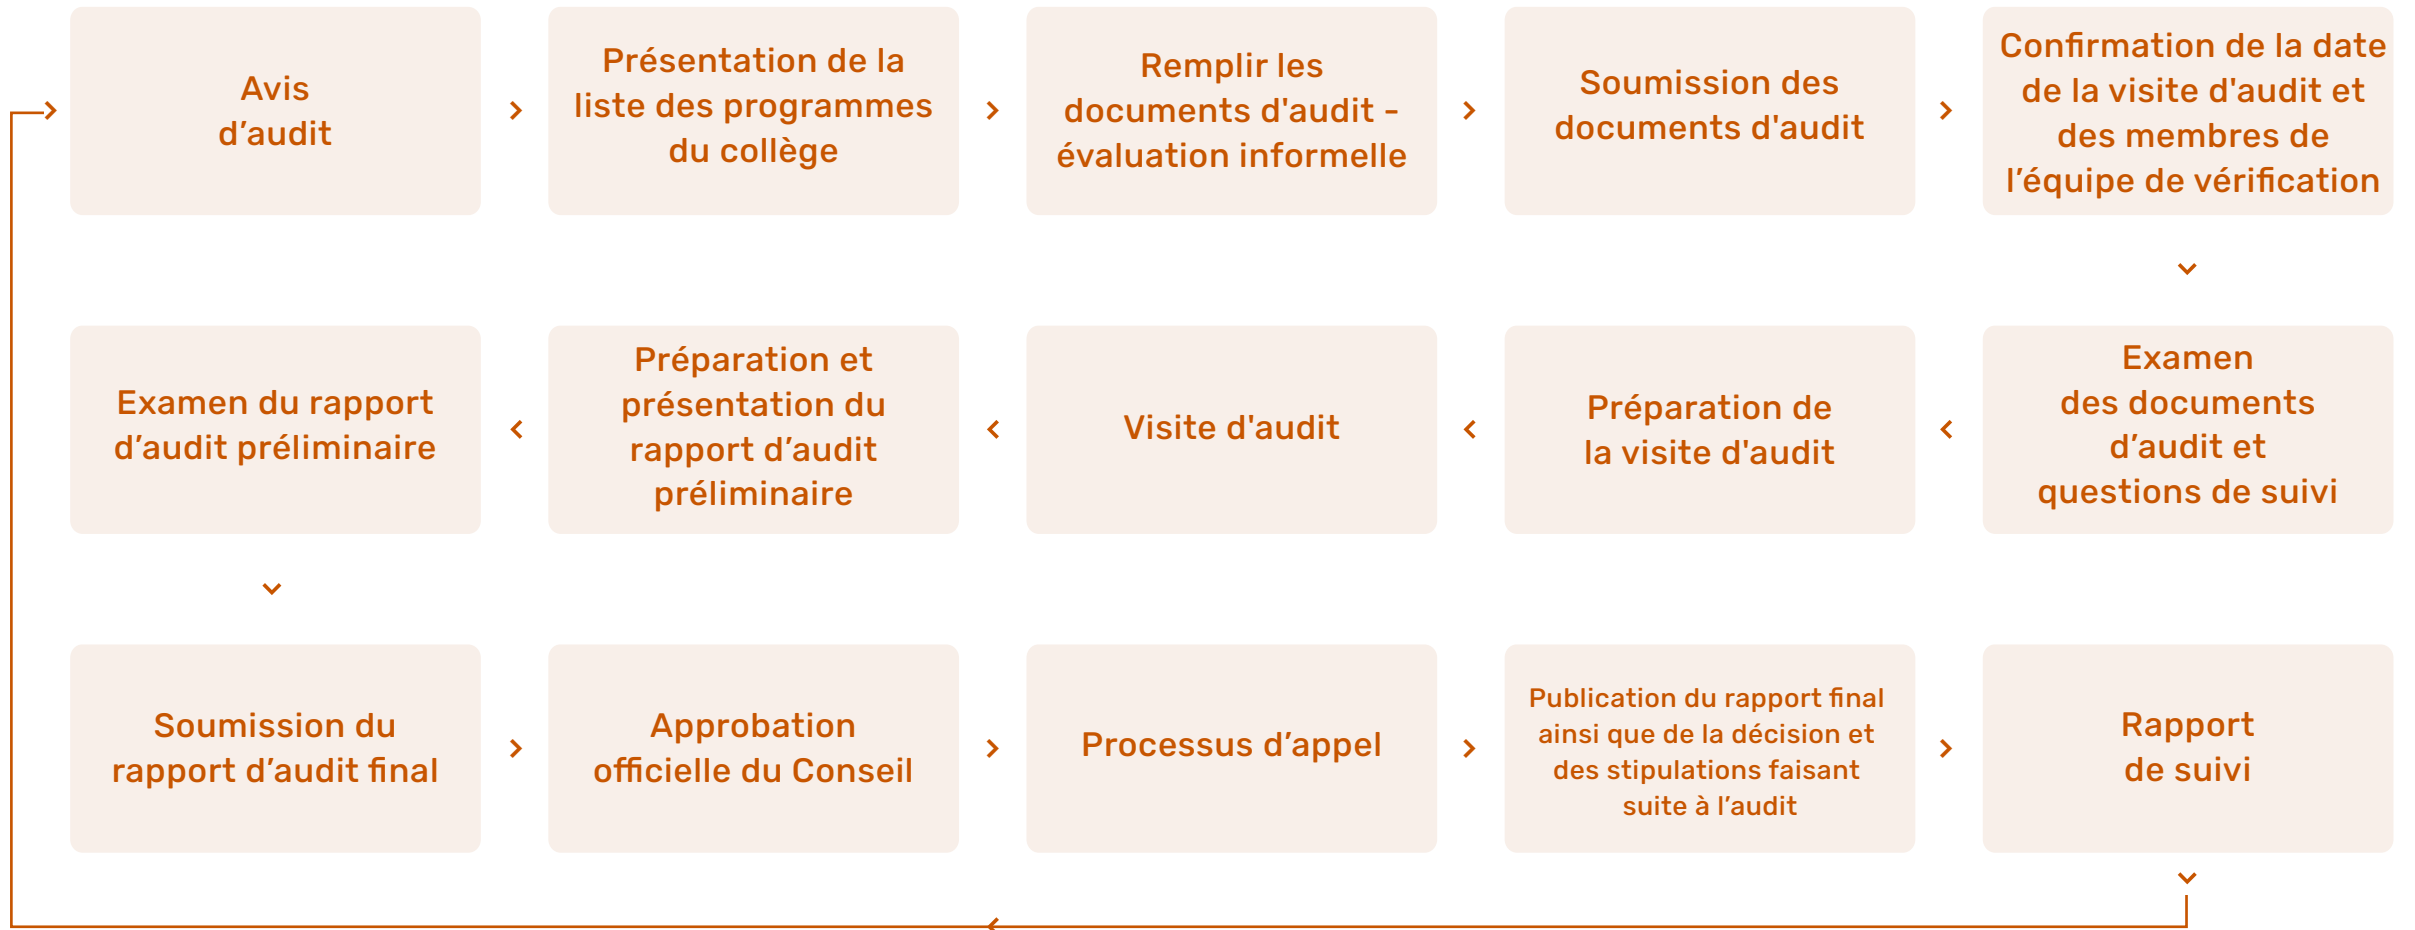 Avis
d’audit
Présentation de la
liste des programmes
du collège
Remplir les
documents d'audit -
évaluation informelle
Soumission des
documents d'audit
Confirmation de la date
de la visite d'audit et
des membres de
l’équipe de vérification
Examen
des documents
d’audit et
questions de suivi
Préparation de
la visite d'audit
Visite d'audit
Préparation et
présentation du
rapport d’audit
préliminaire
Examen du rapport
d’audit préliminaire
Soumission du
rapport d’audit final
Approbation
officielle du Conseil
Processus d’appel
Publication du rapport final
ainsi que de la décision et
des stipulations faisant
suite à l’audit
Rapport
de suivi